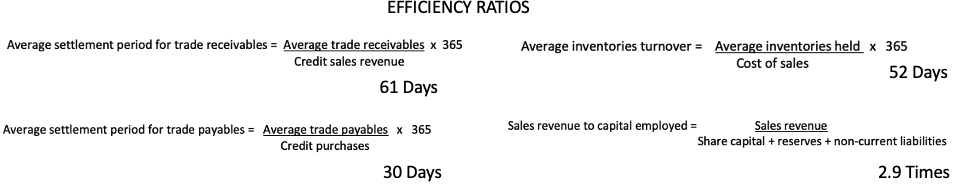 EFFICIENCY RATIOS
Average settlement period for trade receivables = Average trade receivables x 365
Credit sales revenue
61 Days
Average inventories turnover = Average inventories held x 365
Cost of sales
52 Days
Average settlement period for trade payables = Average trade payables x 365
Credit purchases
30 Days
Sales revenue to capital employed = Sales revenue
Share capital + reserves + non-current liabilities
2.9 Times